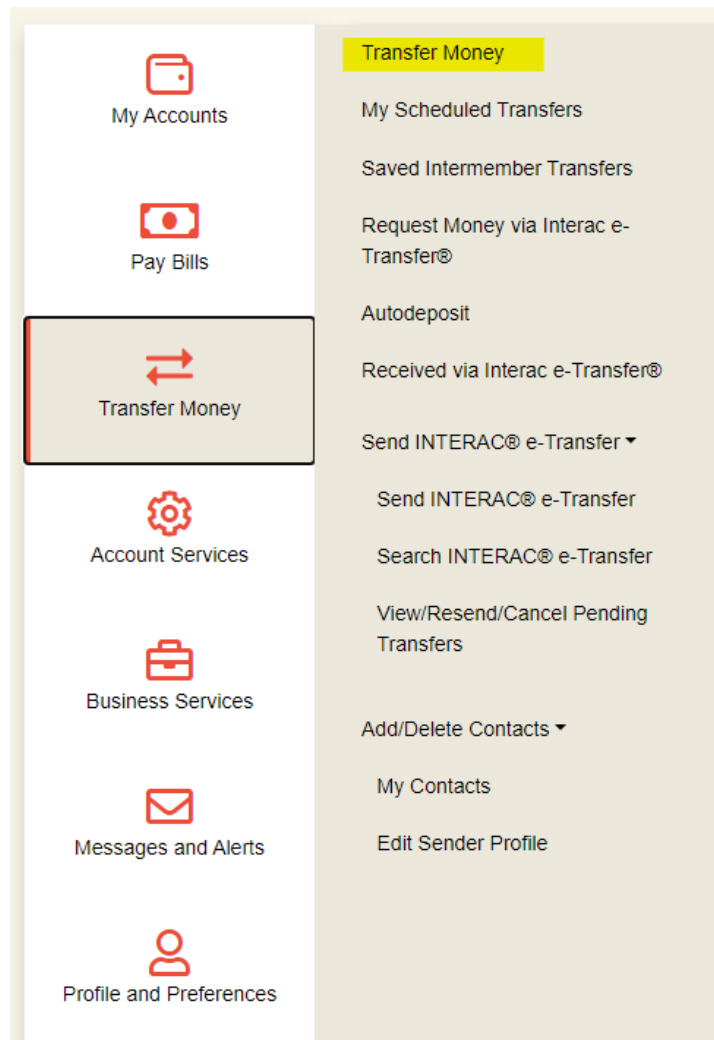 My Accounts
Pay Bills
Transfer Money
Account Services
Business Services
Messages and Alerts
Profile and Preferences
Transfer Money
My Scheduled Transfers
Saved Intermember Transfers
Request Money via Interac e-
Transfer®
Autodeposit
Received via Interac e-Transfer®
Send INTERAC® e-Transfer
Send INTERAC® e-Transfer
Search INTERAC® e-Transfer
View/Resend/Cancel Pending
Transfers
Add/Delete Contacts
My Contacts
Edit Sender Profile